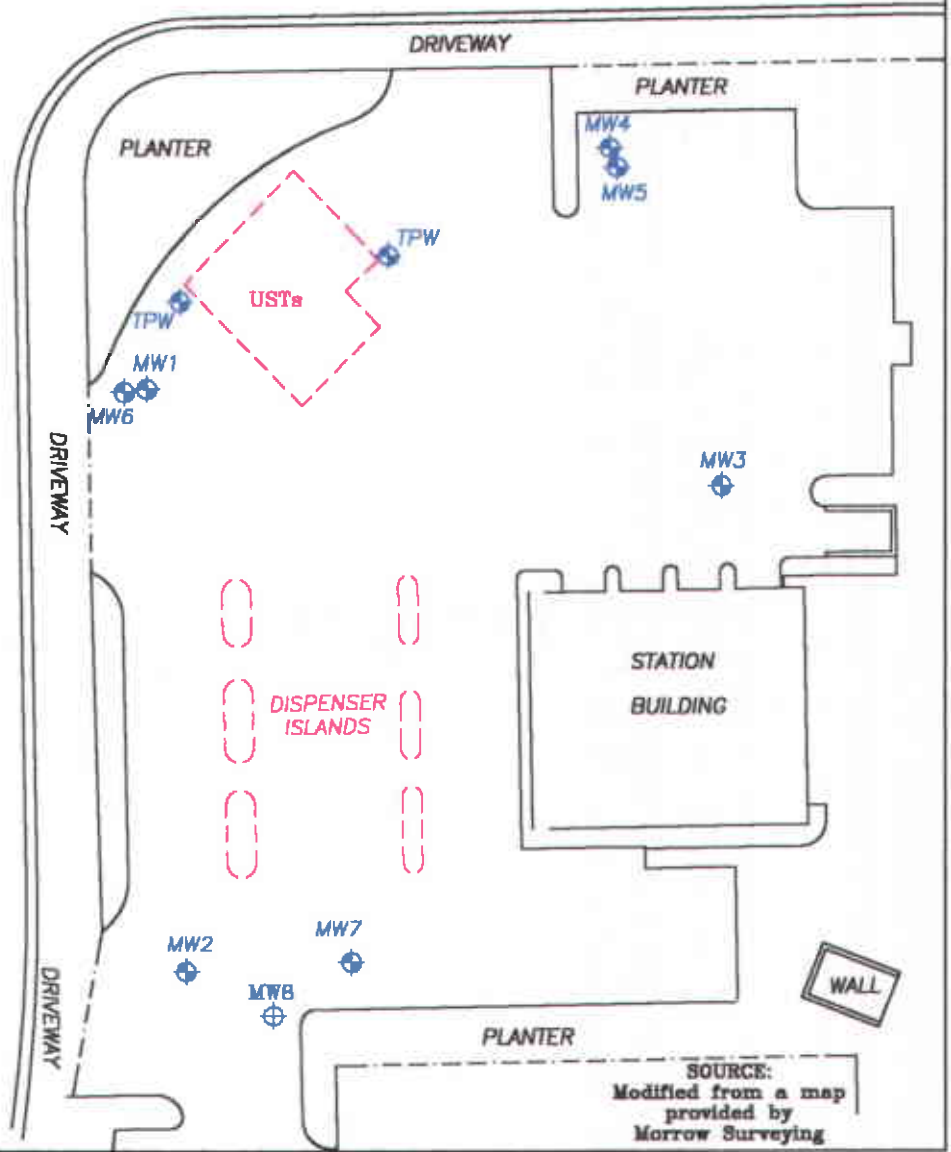 DRIVEWAY
PLANTER
PLANTER
MW4
MW5
TPW
USTs
TPW
MW1
MW6
DRIVEWAY
MW3
STATION
BUILDING
DISPENSER
ISLANDS
MW2
MW7
MW8
DRIVEWAY
WALL
PLANTER
SOURCE:
Modified from a map
provided by
Morrow Surveying